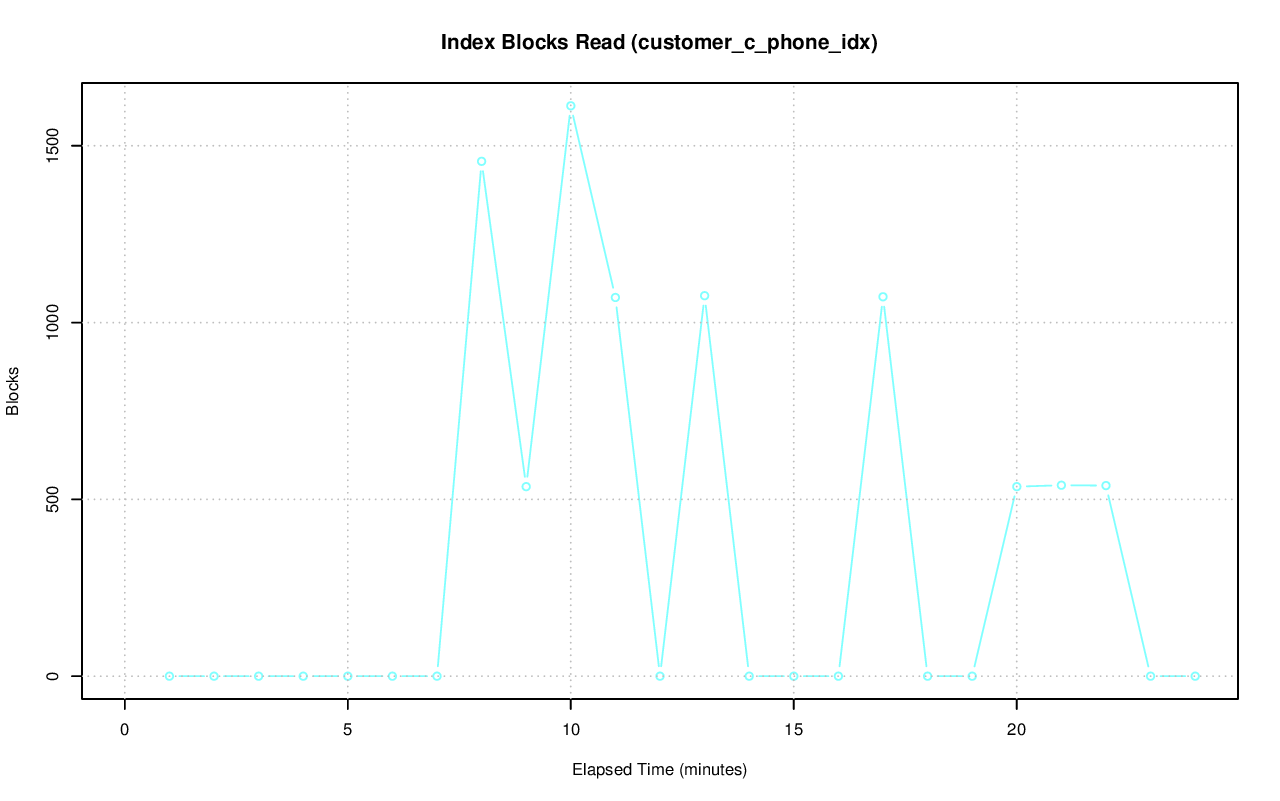 Index Blocks Read (customer_c_phone_idx)
1500
1000
500
0
Blocks
0 5 10 15 20
Elapsed Time (minutes)